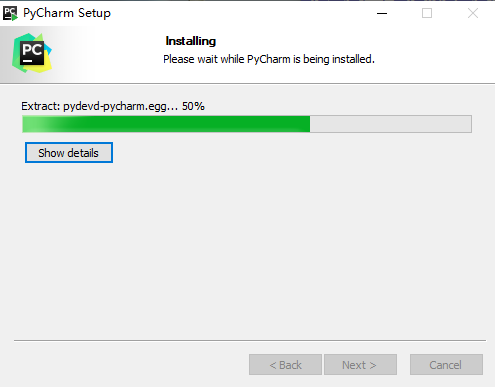 PC PyCharm Setup
PC
Installing
Please wait while PyCharm is being installed.
Extract: pydevd-pycharm.egg... 50%
Show details
< Back
Next >
Cancel